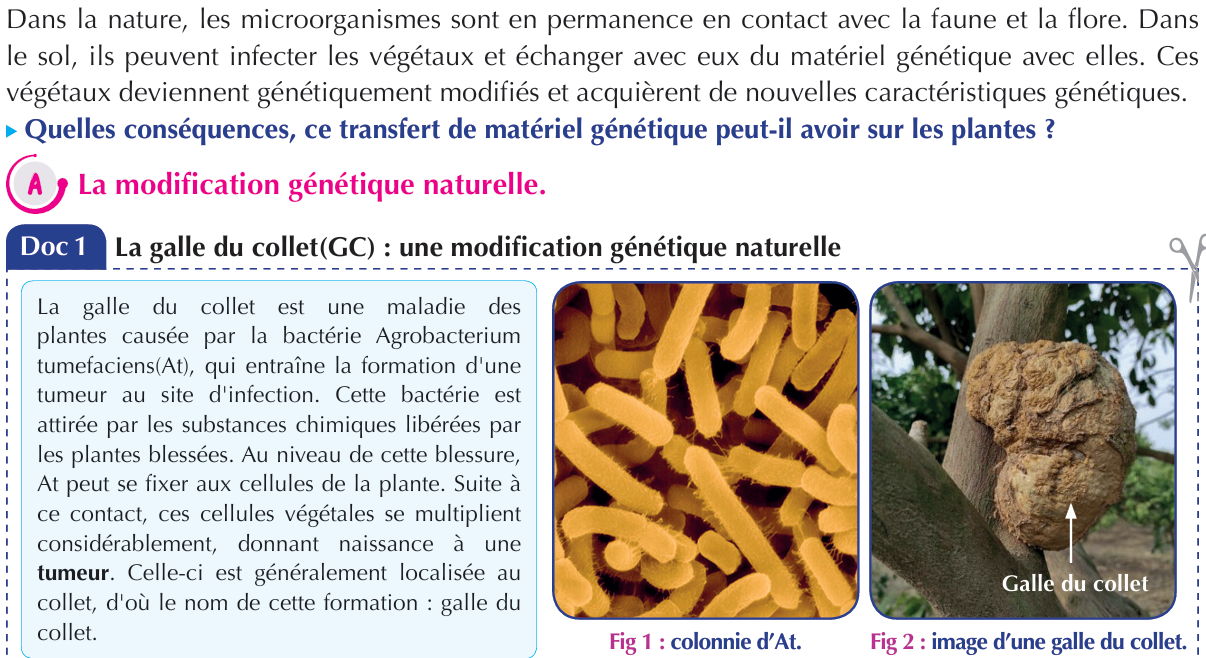 Dans la nature, les microorganismes sont en permanence en contact avec la faune et la flore. Dans
le sol, ils peuvent infecter les végétaux et échanger avec eux du matériel génétique avec elles. Ces
végétaux deviennent génétiquement modifiés et acquièrent de nouvelles caractéristiques génétiques.
Quelles conséquences, ce transfert de matériel génétique peut-il avoir sur les plantes ?
A La modification génétique naturelle.
Doc 1 La galle du collet(GC) : une modification génétique naturelle
La galle du collet est une maladie des
plantes causée par la bactérie Agrobacterium
tumefaciens(At), qui entraîne la formation d'une
tumeur au site d'infection. Cette bactérie est
attirée par les substances chimiques libérées par
les plantes blessées. Au niveau de cette blessure,
At peut se fixer aux cellules de la plante. Suite à
ce contact, ces cellules végétales se multiplient
considérablement, donnant naissance à une
tumeur. Celle-ci est généralement localisée au
collet, d'où le nom de cette formation : galle du
collet.
Fig 1 : colonnie d'At.
Galle du collet
Fig 2 : image d'une galle du collet.